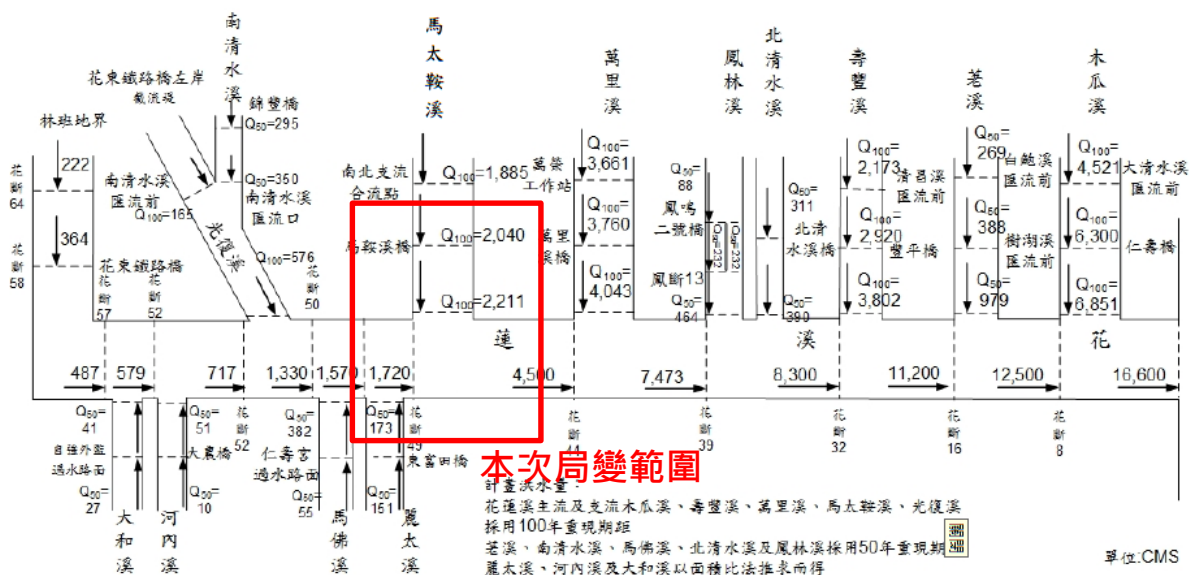 南清水溪
馬太鞍溪
萬里溪
鳳林溪
北清水溪
壽豐溪
荖溪
木瓜溪
花東鐵路橋左岸
截流堤
錦豐橋
林班地界
Q50=295
花斷64
222
南清水溪匯流前
Q100=165
Q50=350
南清水溪匯流口
南北支流合流點
Q100=1,885
萬榮工作站
Q100=3,661
Q50=88
鳳鳴二號橋
Q50=311
北清水溪橋
Q100=2,173
清昌溪匯流前
Q50=269
白鮑溪匯流前
Q100=4,521
大清水溪匯流前
364
花斷58
花東鐵路橋
光復溪
Q100=576
馬鞍溪橋
Q100=2,040
萬里溪橋
Q100=3,760
Q50=232
Q50=232
Q100=2,920
豐平橋
Q50=388
樹湖溪匯流前
Q100=6,300
仁壽橋
花斷57
花斷52
花斷50
Q100=2,211
Q100=4,043
鳳斷13
Q50=464
Q50=390
Q100=3,802
Q50=979
Q100=6,851
蓮
溪
花
487
579
717
1,330
1,570
1,720
4,500
7,473
8,300
11,200
12,500
16,600
Q50=41
Q50=51
花斷52
Q50=382
Q50=173
花斷49
花斷44
花斷39
花斷32
花斷16
花斷8
自強外監過水路面
大農橋
仁壽宮過水路面
東富田橋
Q50=27
Q50=10
Q50=55
Q50=151
大和溪
河內溪
馬佛溪
麗太溪
本次局變範圍
計畫洪水量:
花蓮溪主流及支流木瓜溪、壽豐溪、萬里溪、馬太鞍溪、光復溪
採用100年重現期距
荖溪、南清水溪、馬佛溪、北清水溪及鳳林溪採用50年重現期
麗太溪、河內溪及大和溪以面積比法推求而得
關閉
單位:CMS